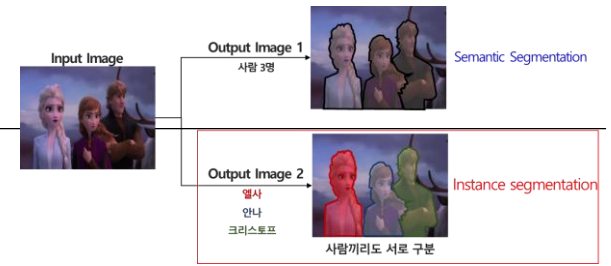 Input Image
Output Image 1
사람 3명
Semantic Segmentation
Output Image 2
엘사
안나
크리스토프
Instance segmentation
사람끼리도 서로 구분